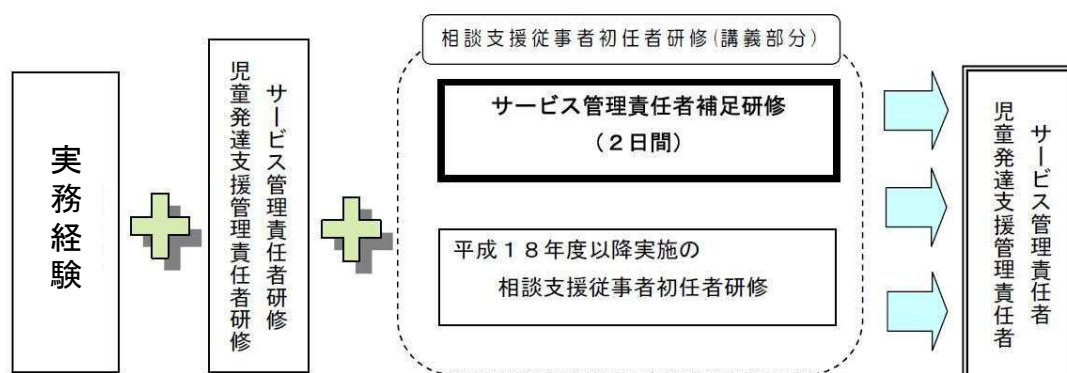 実務経験
サービス管理責任者研修
児童発達支援管理責任者研修
相談支援従事者初任者研修(講義部分)
サービス管理責任者補足研修
(2日間)
平成18年度以降実施の
相談支援従事者初任者研修
サービス管理責任者
児童発達支援管理責任者